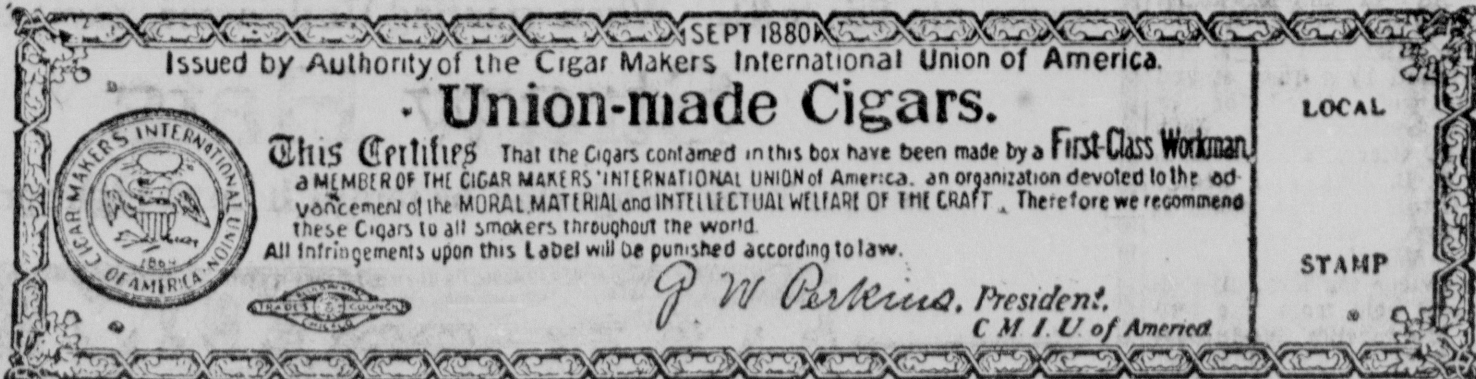 SEPT 1880
Issued by Authority of the Cigar Makers International Union of America.
Union-made Cigars.
This Certifies That the Cigars contained in this box have been made by a First-Class Workman,
a MEMBER OF THE CIGAR MAKERS' INTERNATIONAL UNION of America, an organization devoted to the ad-
vancement of the MORAL, MATERIAL and INTELLECTUAL WELFARE OF THE CRAFT. Therefore we recommend
these Cigars to all smokers throughout the world.
All Infringements upon this Label will be punished according to law.
G. W. Perkins, President,
C M I U of America
CIGAR MAKERS INTERNATIONAL UNION
OF AMERICA
TRADES COUNCIL
LOCAL
STAMP